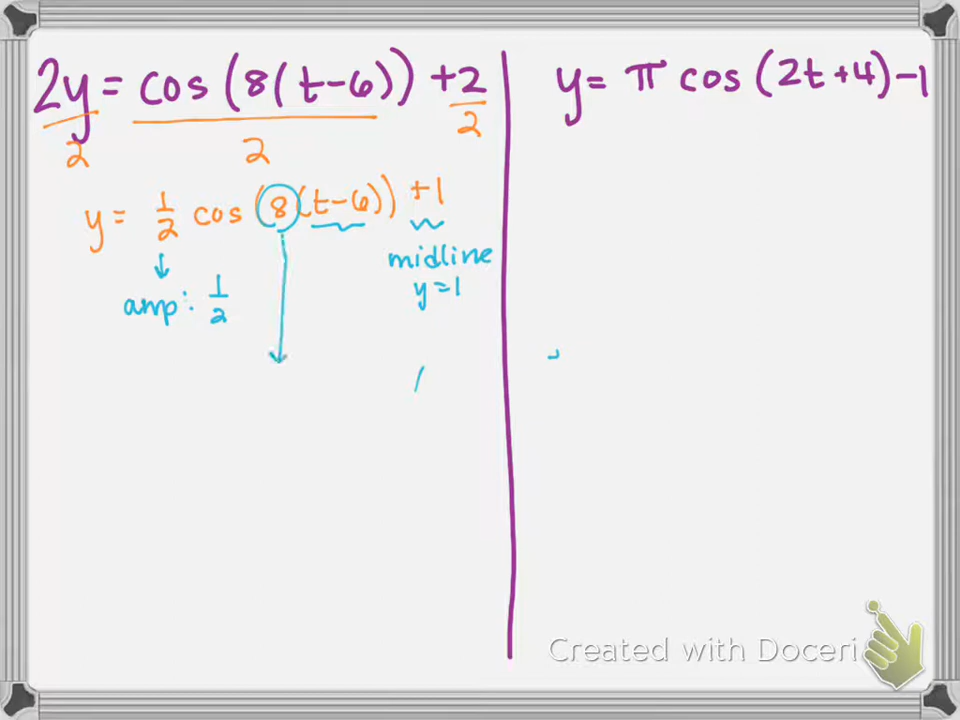 2y = cos (8(t-6)) +2
2 2 2
y = 1/2 cos (8(t-6)) +1
amp: 1/2
midline
y=1
y= π cos (2t+4) -1
Created with Doceri